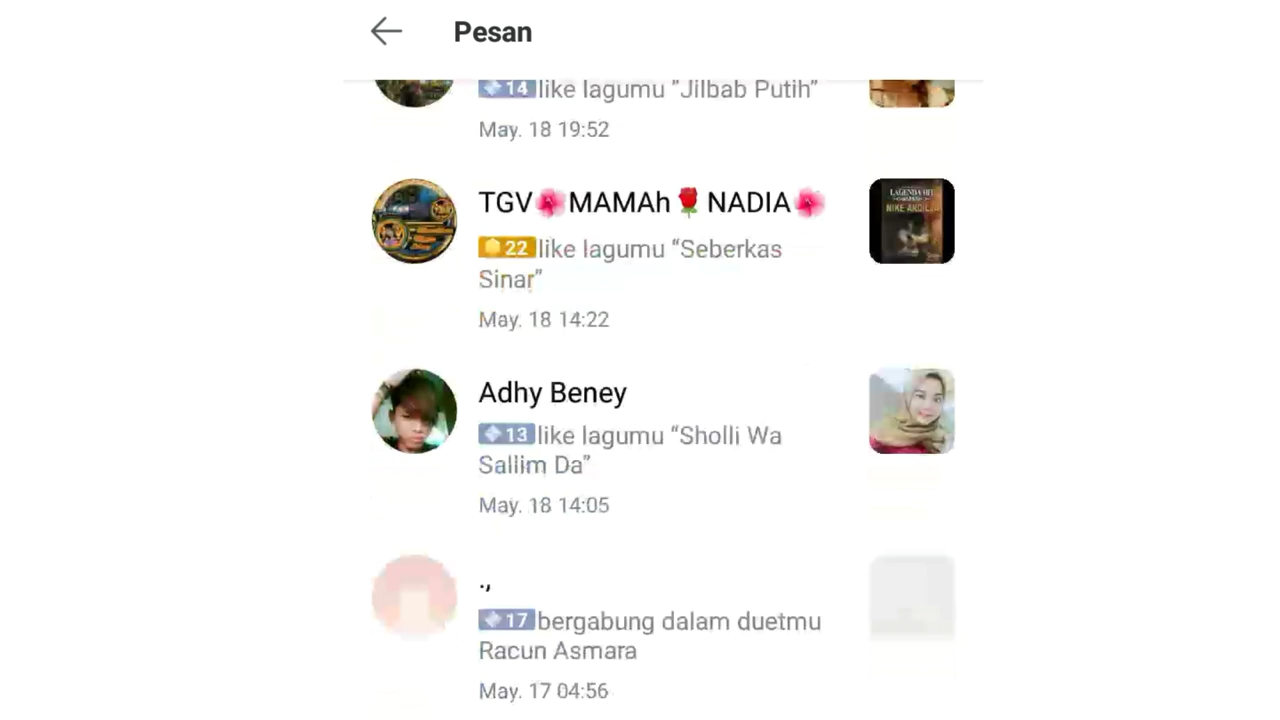 Pesan
14 like lagumu “Jilbab Putih”
May. 18 19:52
TGV🌺MAMAh🌹NADIA🌺
22 like lagumu “Seberkas
Sinar”
May. 18 14:22
NIKE ARDIL
Adhy Beney
13 like lagumu “Sholli Wa
Sallim Da”
May. 18 14:05
.,
17 bergabung dalam duetmu
Racun Asmara
May. 17 04:56